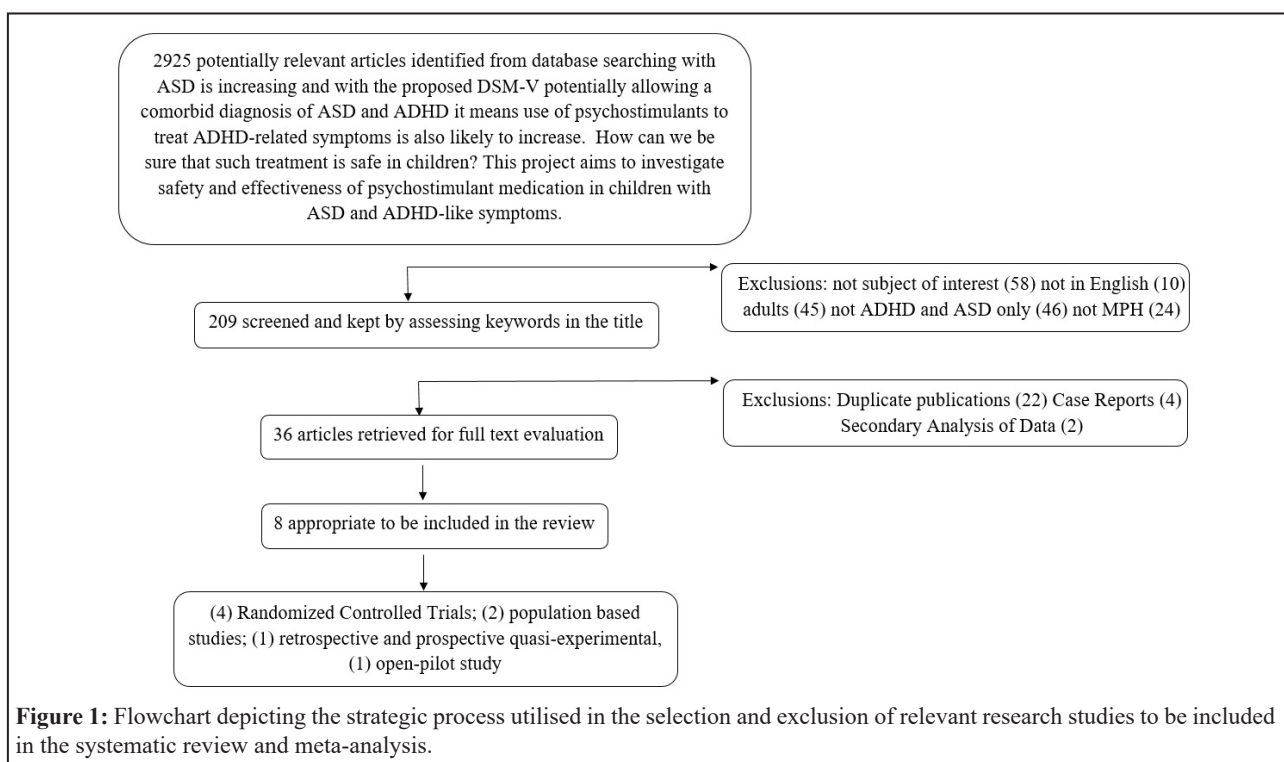 2925 potentially relevant articles identified from database searching with
ASD is increasing and with the proposed DSM-V potentially allowing a
comorbid diagnosis of ASD and ADHD it means use of psychostimulants to
treat ADHD-related symptoms is also likely to increase.  How can we be
sure that such treatment is safe in children? This project aims to investigate
safety and effectiveness of psychostimulant medication in children with
ASD and ADHD-like symptoms.
Exclusions: not subject of interest (58) not in English (10)
adults (45) not ADHD and ASD only (46) not MPH (24)
209 screened and kept by assessing keywords in the title
Exclusions: Duplicate publications (22) Case Reports (4)
Secondary Analysis of Data (2)
36 articles retrieved for full text evaluation
8 appropriate to be included in the review
(4) Randomized Controlled Trials; (2) population based
studies; (1) retrospective and prospective quasi-experimental,
(1) open-pilot study
Figure 1: Flowchart depicting the strategic process utilised in the selection and exclusion of relevant research studies to be included
in the systematic review and meta-analysis.